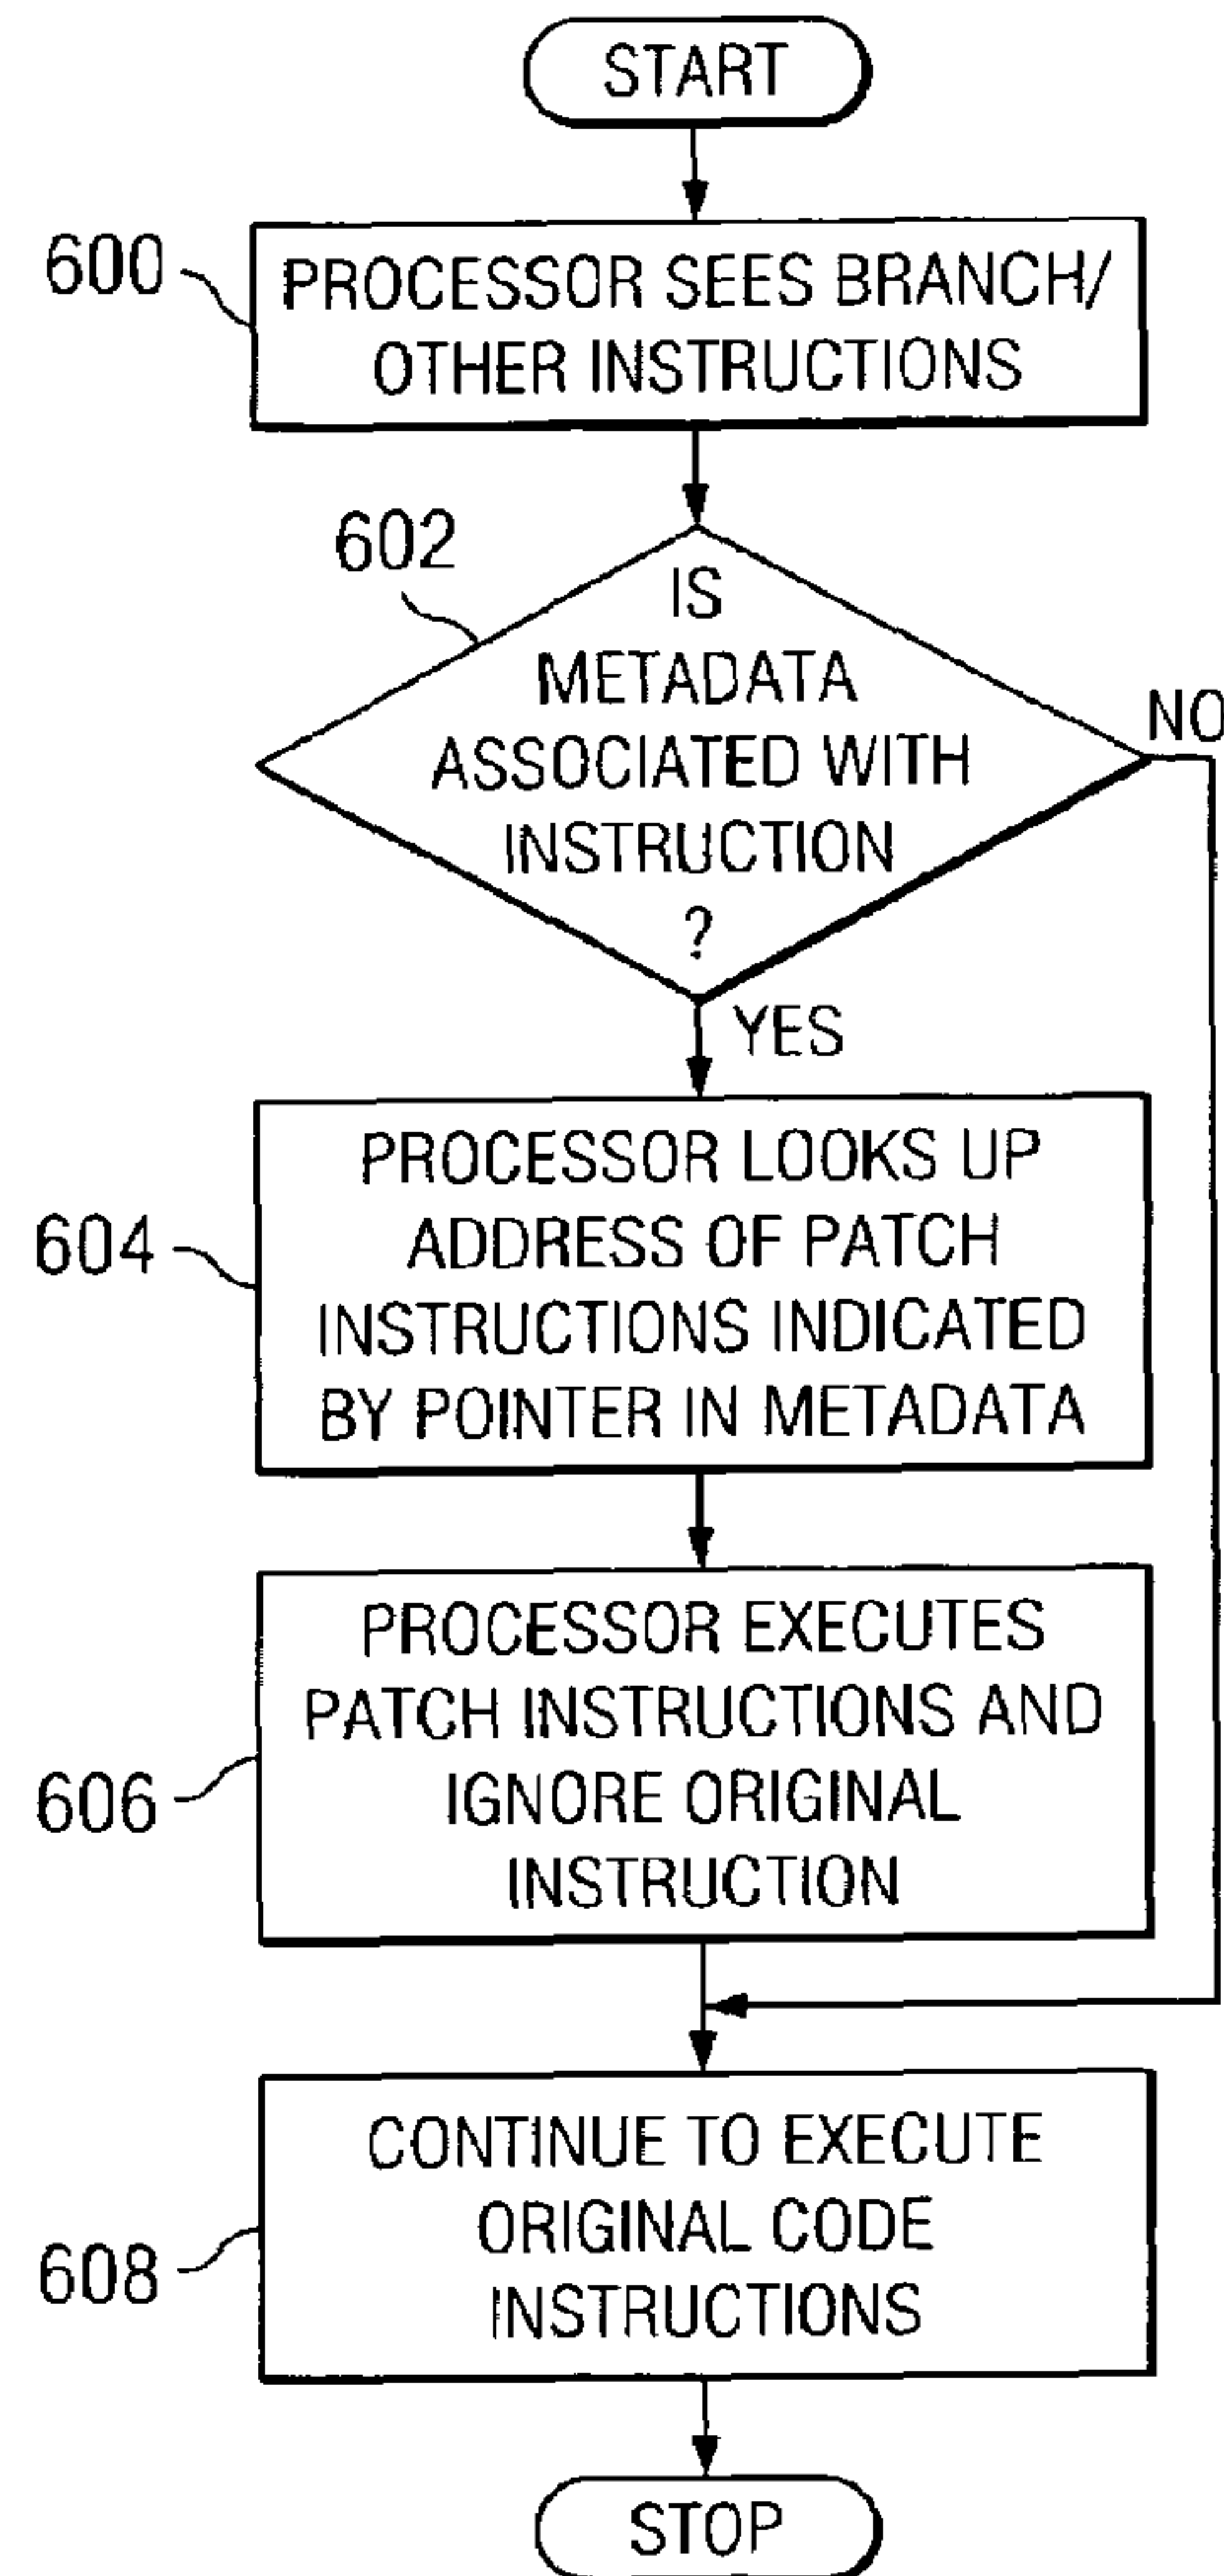 START
600
PROCESSOR SEES BRANCH/
OTHER INSTRUCTIONS
602
IS
METADATA
ASSOCIATED WITH
INSTRUCTION
?
NO
YES
604
PROCESSOR LOOKS UP
ADDRESS OF PATCH
INSTRUCTIONS INDICATED
BY POINTER IN METADATA
606
PROCESSOR EXECUTES
PATCH INSTRUCTIONS AND
IGNORE ORIGINAL
INSTRUCTION
608
CONTINUE TO EXECUTE
ORIGINAL CODE
INSTRUCTIONS
STOP